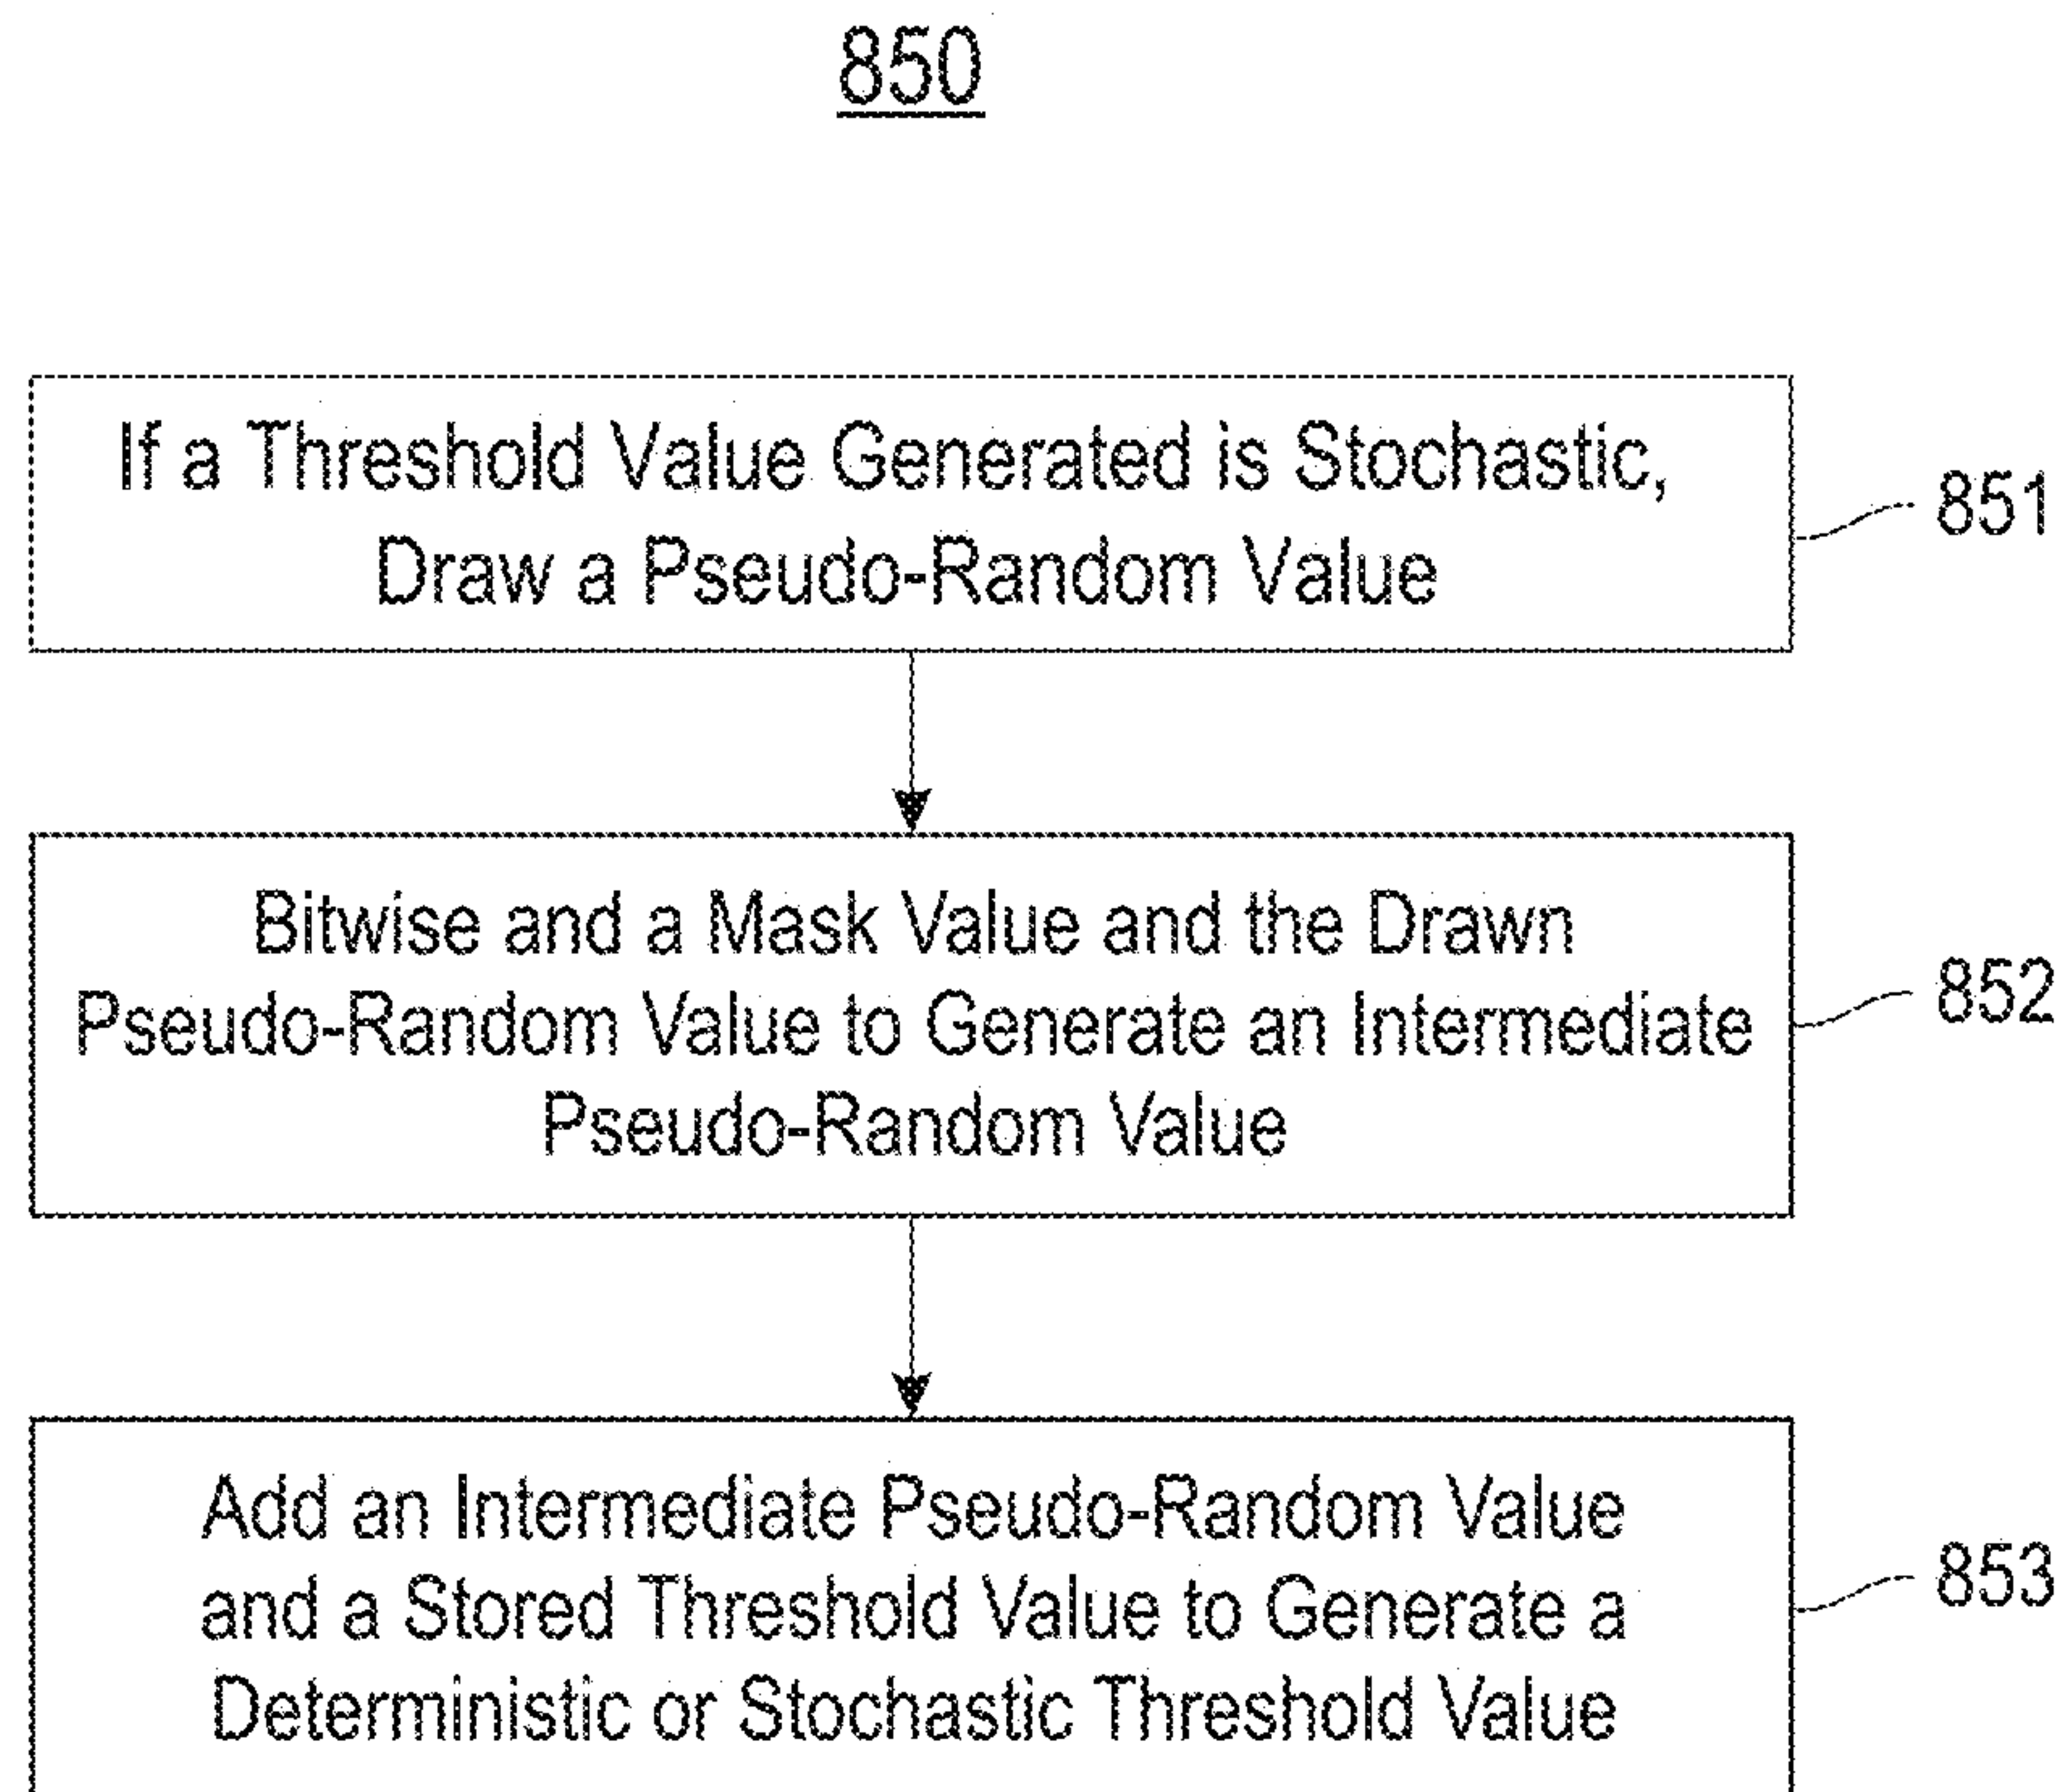 850
If a Threshold Value Generated is Stochastic,
Draw a Pseudo-Random Value
851
Bitwise and a Mask Value and the Drawn
Pseudo-Random Value to Generate an Intermediate
Pseudo-Random Value
852
Add an Intermediate Pseudo-Random Value
and a Stored Threshold Value to Generate a
Deterministic or Stochastic Threshold Value
853